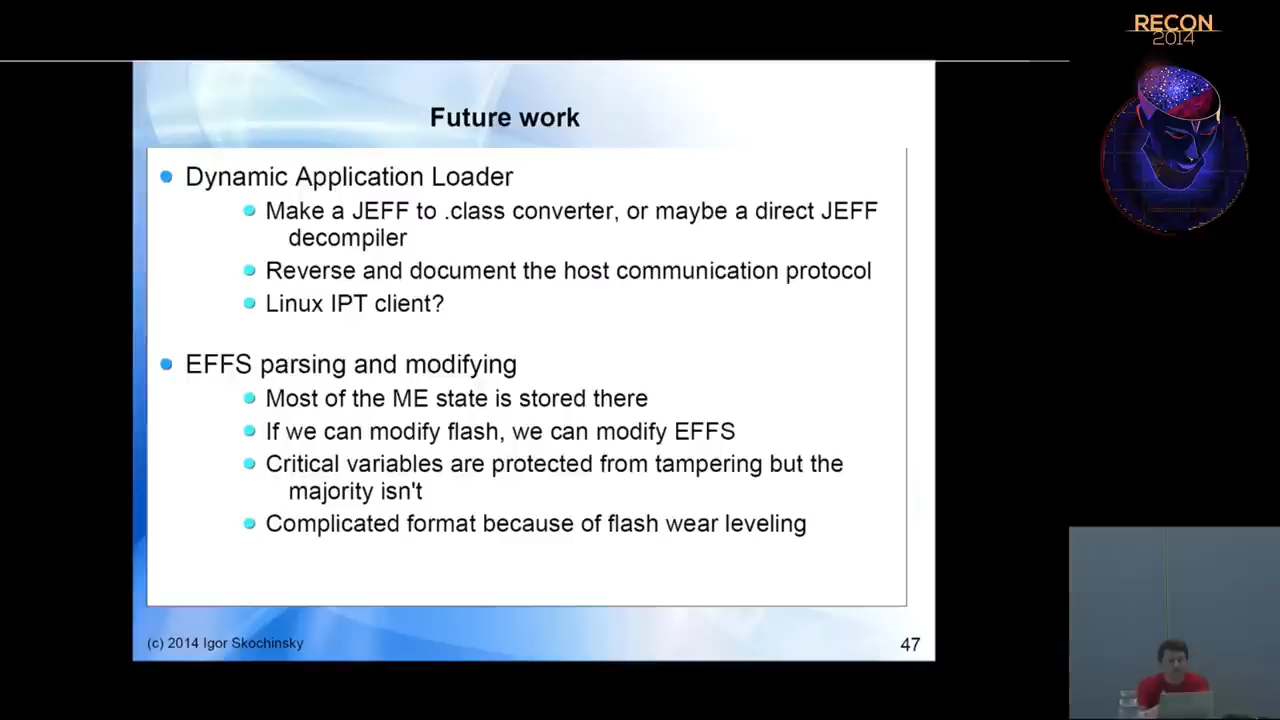 RECON
2014
Future work
Dynamic Application Loader
Make a JEFF to .class converter, or maybe a direct JEFF
decompiler
Reverse and document the host communication protocol
Linux IPT client?
EFFS parsing and modifying
Most of the ME state is stored there
If we can modify flash, we can modify EFFS
Critical variables are protected from tampering but the
majority isn't
Complicated format because of flash wear leveling
(c) 2014 Igor Skochinsky
47